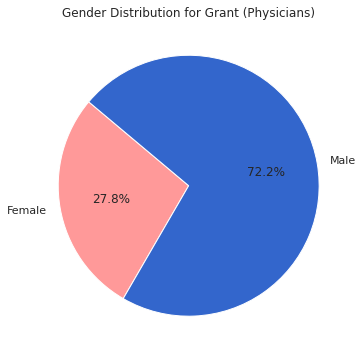 Gender Distribution for Grant (Physicians)
Male
72.2%
27.8%
Female